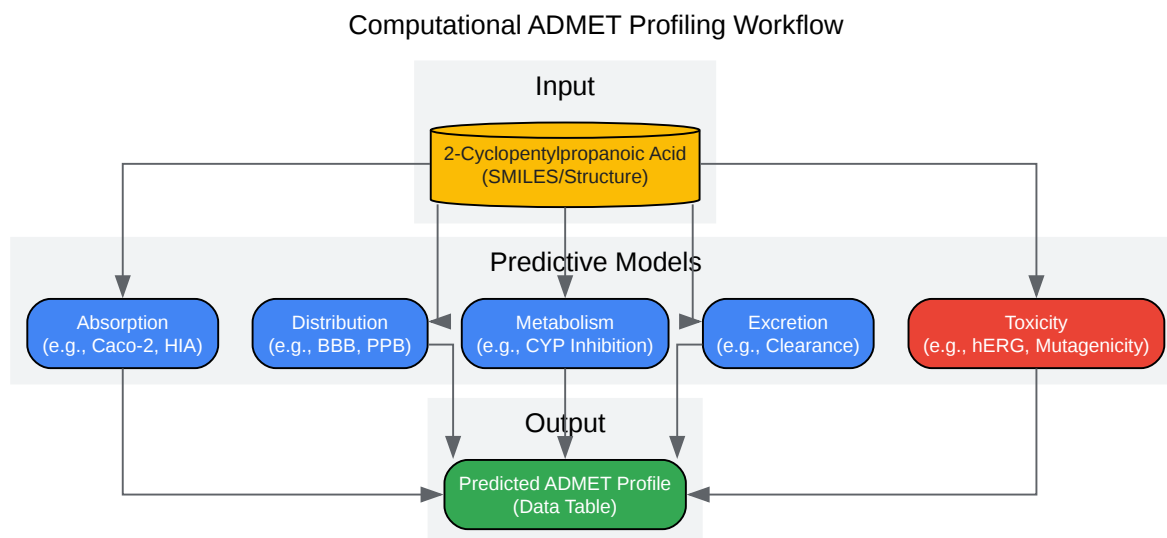 Computational ADMET Profiling Workflow
Input
2-Cyclopentylpropanoic Acid
(SMILES/Structure)
Predictive Models
Absorption
(e.g., Caco-2, HIA)
Distribution
(e.g., BBB, PPB)
Metabolism
(e.g., CYP Inhibition)
Excretion
(e.g., Clearance)
Toxicity
(e.g., hERG, Mutagenicity)
Output
Predicted ADMET Profile
(Data Table)